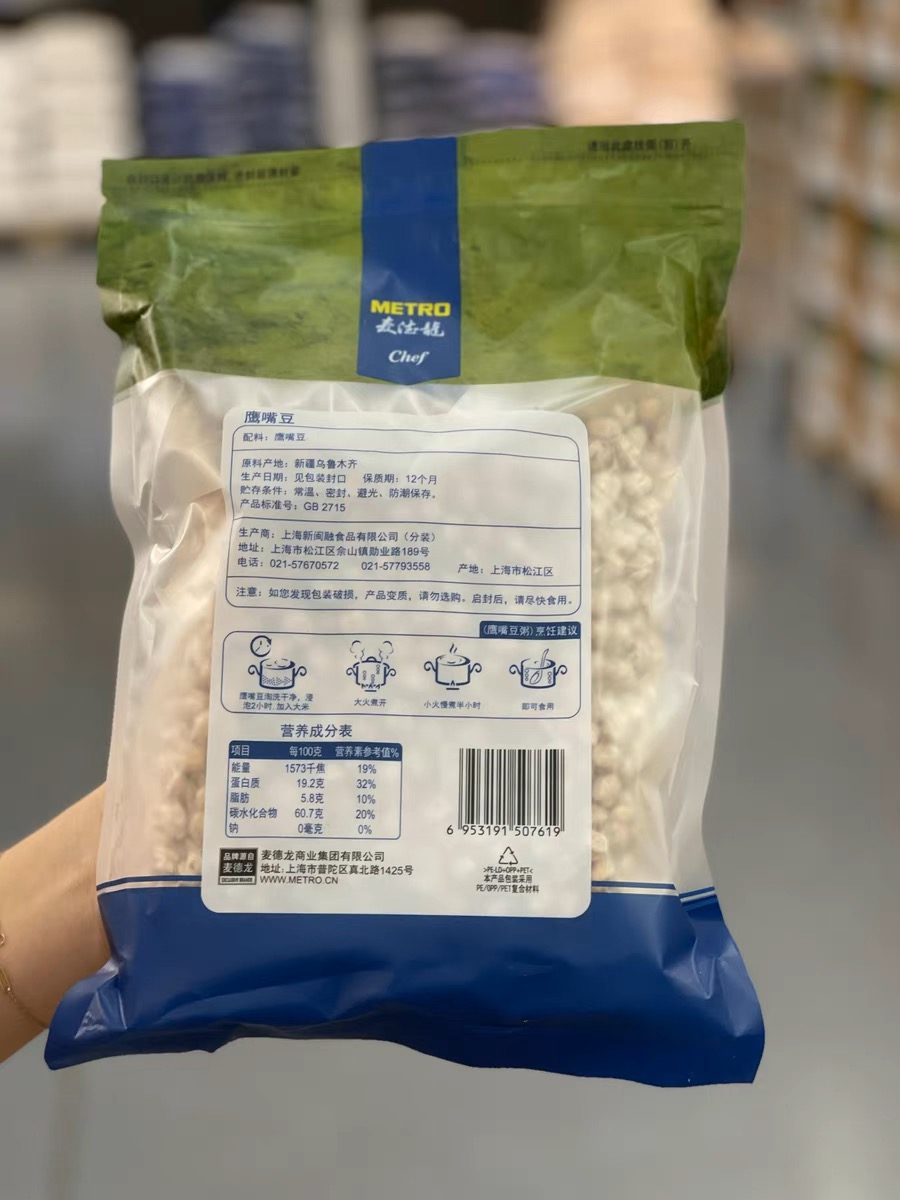 请沿此虚线撕(剪)开
METRO
麦德龍
Chef
鹰嘴豆
配料：鹰嘴豆
原料产地：新疆乌鲁木齐
生产日期：见包装封口 保质期：12个月
贮存条件：常温、密封、避光、防潮保存。
产品标准号：GB 2715
生产商：上海新闽融食品有限公司（分装）
地址：上海市松江区佘山镇勋业路189号
电话：021-57670572 021-57793558 产地：上海市松江区
注意：如您发现包装破损，产品变质，请勿选购。启封后，请尽快食用。
(鹰嘴豆粥)烹饪建议
鹰嘴豆淘洗干净，浸
泡2小时,加入大米
大火煮开
小火慢煮半小时
即可食用
营养成分表
项目 每100克 营养素参考值%
能量 1573千焦 19%
蛋白质 19.2克 32%
脂肪 5.8克 10%
碳水化合物 60.7克 20%
钠 0毫克 0%
6 953191 507619
品牌源自
麦德龙
EXCLUSIVE BRANDS
麦德龙商业集团有限公司
地址:上海市普陀区真北路1425号
WWW.METRO.CN
>PE-LD+OPP+PET<
本产品包装采用
PE/OPP/PET复合材料